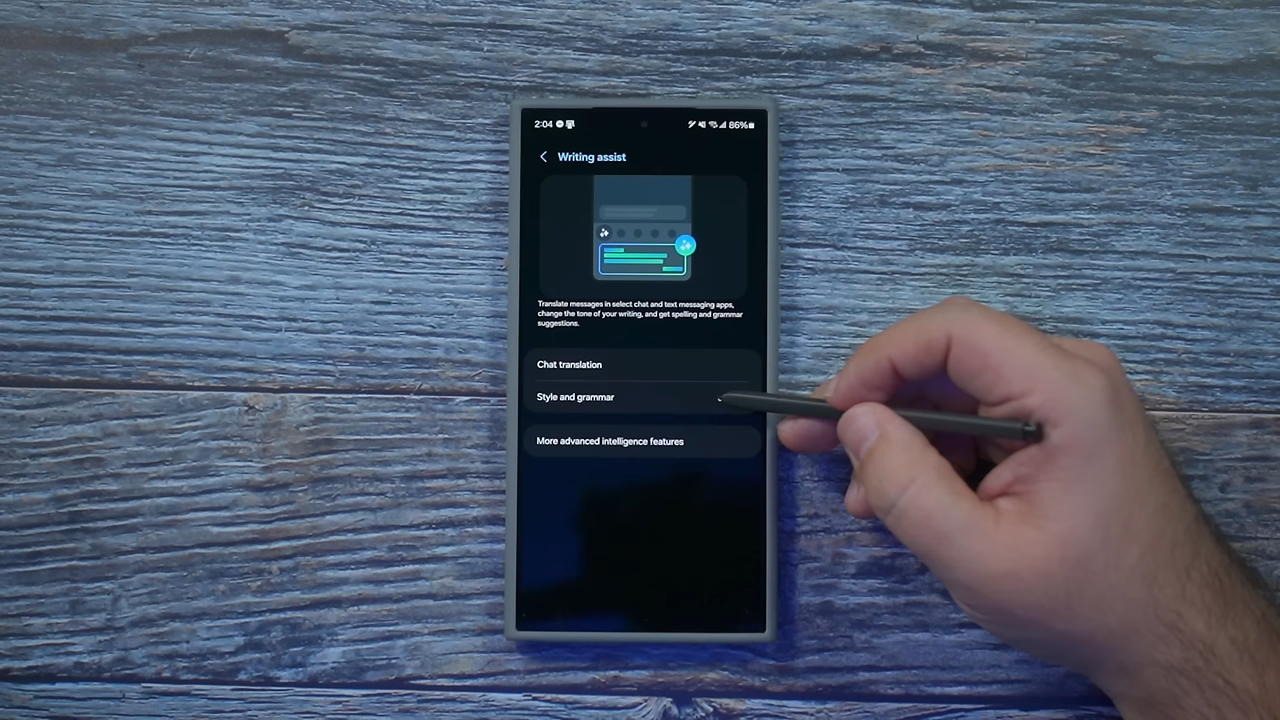 2:04 86%
Writing assist
Translate messages in select chat and text messaging apps,
change the tone of your writing, and get spelling and grammar
suggestions.
Chat translation
Style and grammar
More advanced intelligence features